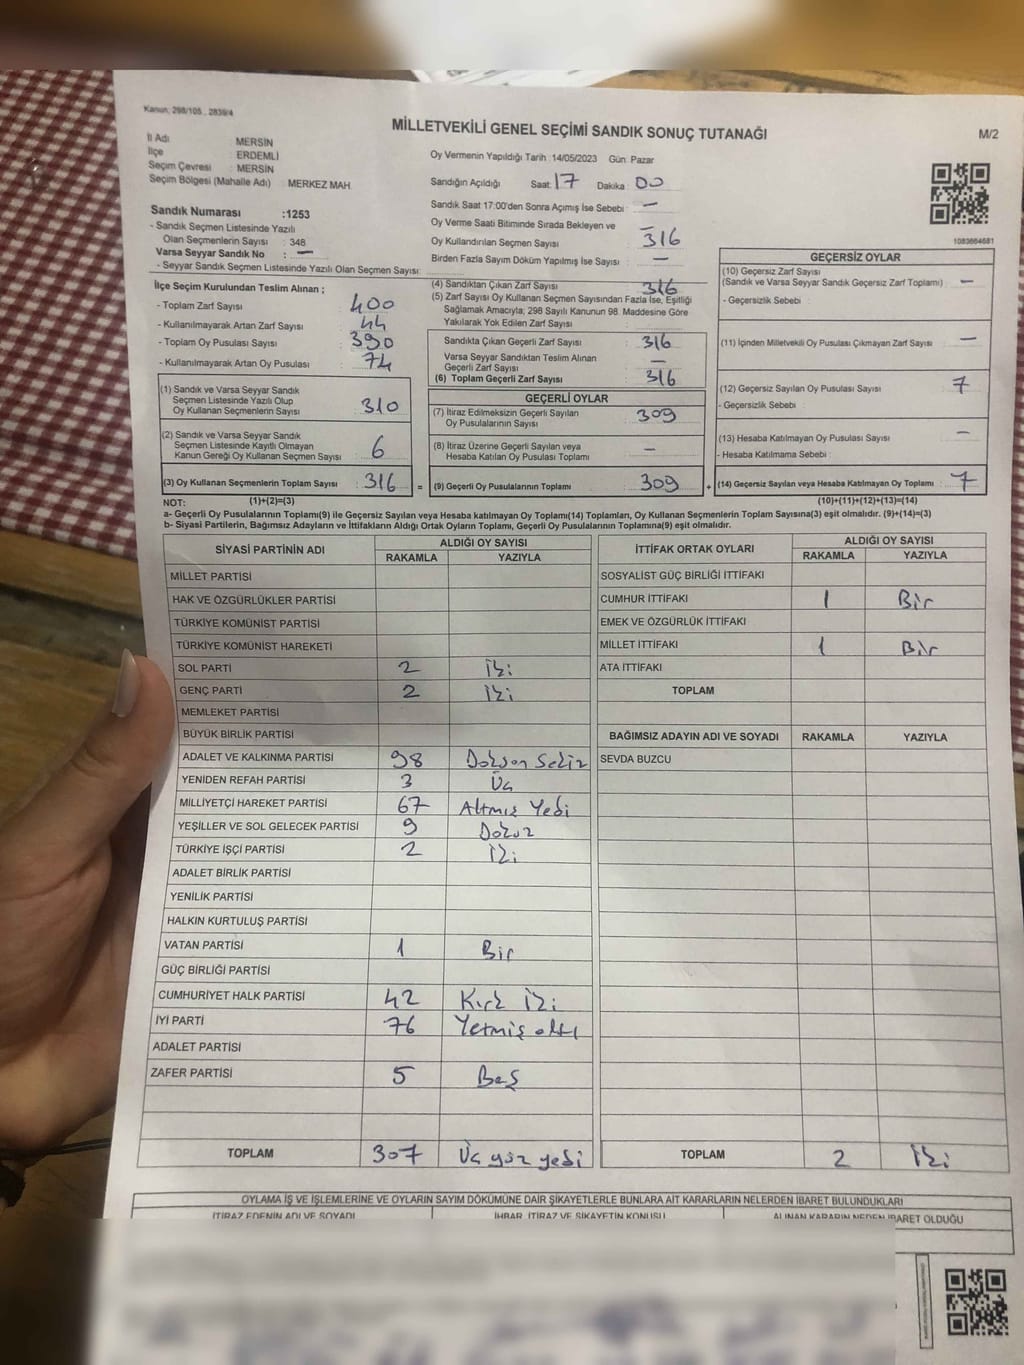 Kanun: 298/105 , 2839/4
MİLLETVEKİLİ GENEL SEÇİMİ SANDIK SONUÇ TUTANAĞI
M/2
İl Adı MERSİN
İlçe : ERDEMLİ
Seçim Çevresi : MERSİN
Seçim Bölgesi (Mahalle Adı) : MERKEZ MAH.
Oy Vermenin Yapıldığı Tarih :14/05/2023 Gün: Pazar
Sandığın Açıldığı Saat: 17 Dakika : 00
Sandık Saat 17:00'den Sonra Açımış İse Sebebi : —
Sandık Numarası :1253
- Sandık Seçmen Listesinde Yazılı
Olan Seçmenlerin Sayısı : 348
Varsa Seyyar Sandık No : —
- Seyyar Sandık Seçmen Listesinde Yazılı Olan Seçmen Sayısı:
Oy Verme Saati Bitiminde Sırada Bekleyen ve —
Oy Kullandırılan Seçmen Sayısı : 316
Birden Fazla Sayım Döküm Yapılmış İse Sayısı : —
1083664681
İlçe Seçim Kurulundan Teslim Alınan ;
- Toplam Zarf Sayısı : 400
- Kullanılmayarak Artan Zarf Sayısı : 44
- Toplam Oy Pusulası Sayısı : 390
- Kullanılmayarak Artan Oy Pusulası : 74
(1) Sandık ve Varsa Seyyar Sandık
Seçmen Listesinde Yazılı Olup
Oy Kullanan Seçmenlerin Sayısı : 310
(2) Sandık ve Varsa Seyyar Sandık
Seçmen Listesinde Kayıtlı Olmayan
Kanun Gereği Oy Kullanan Seçmen Sayısı : 6
(3) Oy Kullanan Seçmenlerin Toplam Sayısı : 316
(1)+(2)=(3)
(4) Sandıktan Çıkan Zarf Sayısı : 316
(5) Zarf Sayısı Oy Kullanan Seçmen Sayısından Fazla İse, Eşitliği
Sağlamak Amacıyla; 298 Sayılı Kanunun 98. Maddesine Göre
Yakılarak Yok Edilen Zarf Sayısı :
Sandıkta Çıkan Geçerli Zarf Sayısı : 316
Varsa Seyyar Sandıktan Teslim Alınan
Geçerli Zarf Sayısı : —
(6) Toplam Geçerli Zarf Sayısı : 316
GEÇERLİ OYLAR
(7) İtiraz Edilmeksizin Geçerli Sayılan
Oy Pusulalarının Sayısı : 309
(8) İtiraz Üzerine Geçerli Sayılan veya
Hesaba Katılan Oy Pusulası Toplamı : —
= (9) Geçerli Oy Pusulalarının Toplamı : 309 +
GEÇERSİZ OYLAR
(10) Geçersiz Zarf Sayısı
(Sandık ve Varsa Seyyar Sandık Geçersiz Zarf Toplamı) : —
- Geçersizlik Sebebi :
(11) İçinden Milletvekili Oy Pusulası Çıkmayan Zarf Sayısı : —
(12) Geçersiz Sayılan Oy Pusulası Sayısı : 7
- Geçersizlik Sebebi :
(13) Hesaba Katılmayan Oy Pusulası Sayısı : —
- Hesaba Katılmama Sebebi :
(14) Geçersiz Sayılan veya Hesaba Katılmayan Oy Toplamı : 7
(10)+(11)+(12)+(13)=(14)
NOT:
a- Geçerli Oy Pusulalarının Toplamı(9) ile Geçersiz Sayılan veya Hesaba katılmayan Oy Toplamı(14) Toplamları, Oy Kullanan Seçmenlerin Toplam Sayısına(3) eşit olmalıdır. (9)+(14)=(3)
b- Siyasi Partilerin, Bağımsız Adayların ve İttifakların Aldığı Ortak Oyların Toplamı, Geçerli Oy Pusulalarının Toplamına(9) eşit olmalıdır.
SİYASİ PARTİNİN ADI ALDIĞI OY SAYISI
RAKAMLA YAZIYLA
MİLLET PARTİSİ
HAK VE ÖZGÜRLÜKLER PARTİSİ
TÜRKİYE KOMÜNİST PARTİSİ
TÜRKİYE KOMÜNİST HAREKETİ
SOL PARTİ 2 İki
GENÇ PARTİ 2 İki
MEMLEKET PARTİSİ
BÜYÜK BİRLİK PARTİSİ
ADALET VE KALKINMA PARTİSİ 98 Doksan Sekiz
YENİDEN REFAH PARTİSİ 3 Üç
MİLLİYETÇİ HAREKET PARTİSİ 67 Altmış Yedi
YEŞİLLER VE SOL GELECEK PARTİSİ 9 Dokuz
TÜRKİYE İŞÇİ PARTİSİ 2 İki
ADALET BİRLİK PARTİSİ
YENİLİK PARTİSİ
HALKIN KURTULUŞ PARTİSİ
VATAN PARTİSİ 1 Bir
GÜÇ BİRLİĞİ PARTİSİ
CUMHURİYET HALK PARTİSİ 42 Kırk İki
İYİ PARTİ 76 Yetmiş altı
ADALET PARTİSİ
ZAFER PARTİSİ 5 Beş
TOPLAM 307 Üç yüz yedi
İTTİFAK ORTAK OYLARI ALDIĞI OY SAYISI
RAKAMLA YAZIYLA
SOSYALİST GÜÇ BİRLİĞİ İTTİFAKI
CUMHUR İTTİFAKI 1 Bir
EMEK VE ÖZGÜRLÜK İTTİFAKI
MİLLET İTTİFAKI 1 Bir
ATA İTTİFAKI
TOPLAM
BAĞIMSIZ ADAYIN ADI VE SOYADI RAKAMLA YAZIYLA
SEVDA BUZCU
TOPLAM 2 İki
OYLAMA İŞ VE İŞLEMLERİNE VE OYLARIN SAYIM DÖKÜMÜNE DAİR ŞİKAYETLERLE BUNLARA AİT KARARLARIN NELERDEN İBARET BULUNDUKLARI
İTİRAZ EDENİN ADI VE SOYADI İHBAR, İTİRAZ VE ŞİKAYETİN KONUSU ALINAN KARARIN NEDEN İBARET OLDUĞU